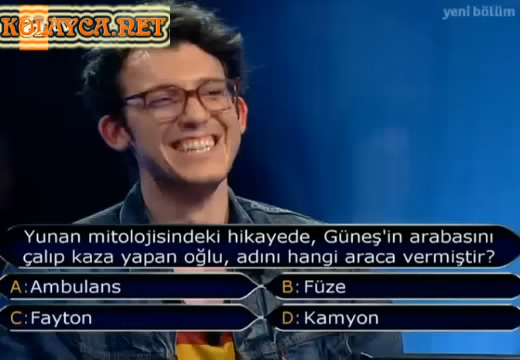 yeni bölüm
KOLAYCA.NET
Yunan mitolojisindeki hikayede, Güneş'in arabasını
çalıp kaza yapan oğlu, adını hangi araca vermiştir?
A: Ambulans
B: Füze
C: Fayton
D: Kamyon